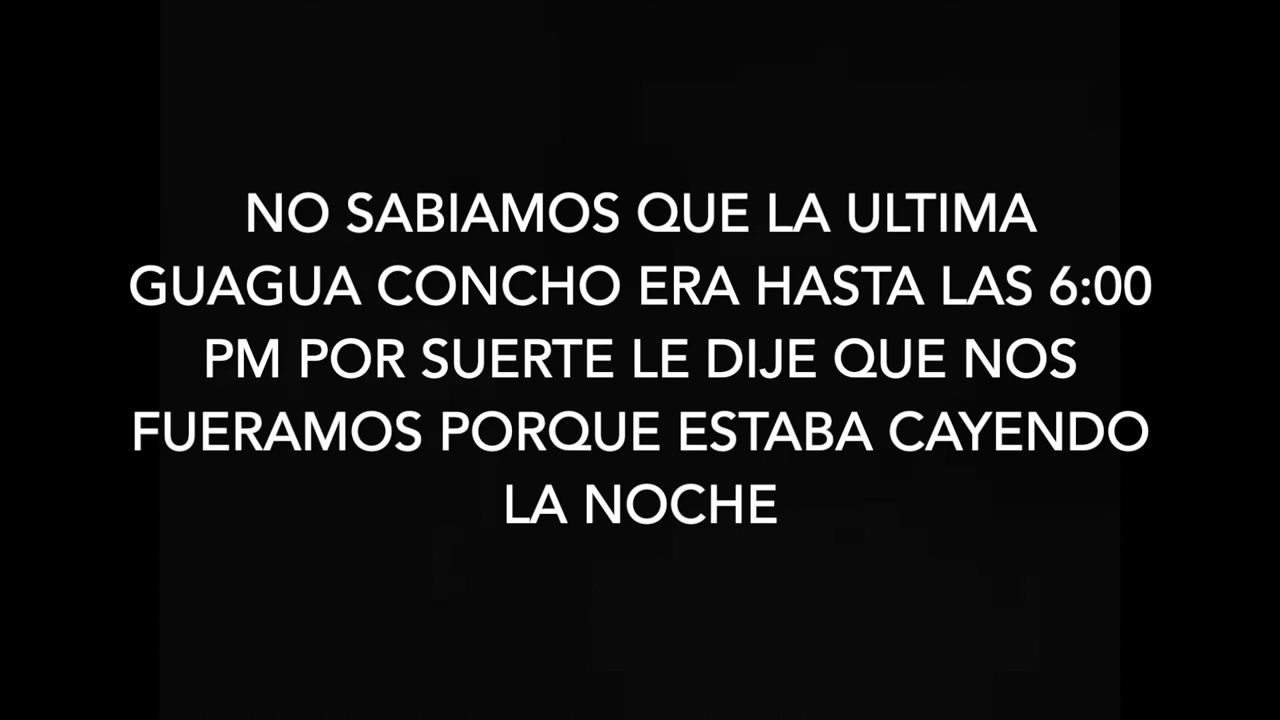 NO SABIAMOS QUE LA ULTIMA
GUAGUA CONCHO ERA HASTA LAS 6:00
PM POR SUERTE LE DIJE QUE NOS
FUERAMOS PORQUE ESTABA CAYENDO
LA NOCHE